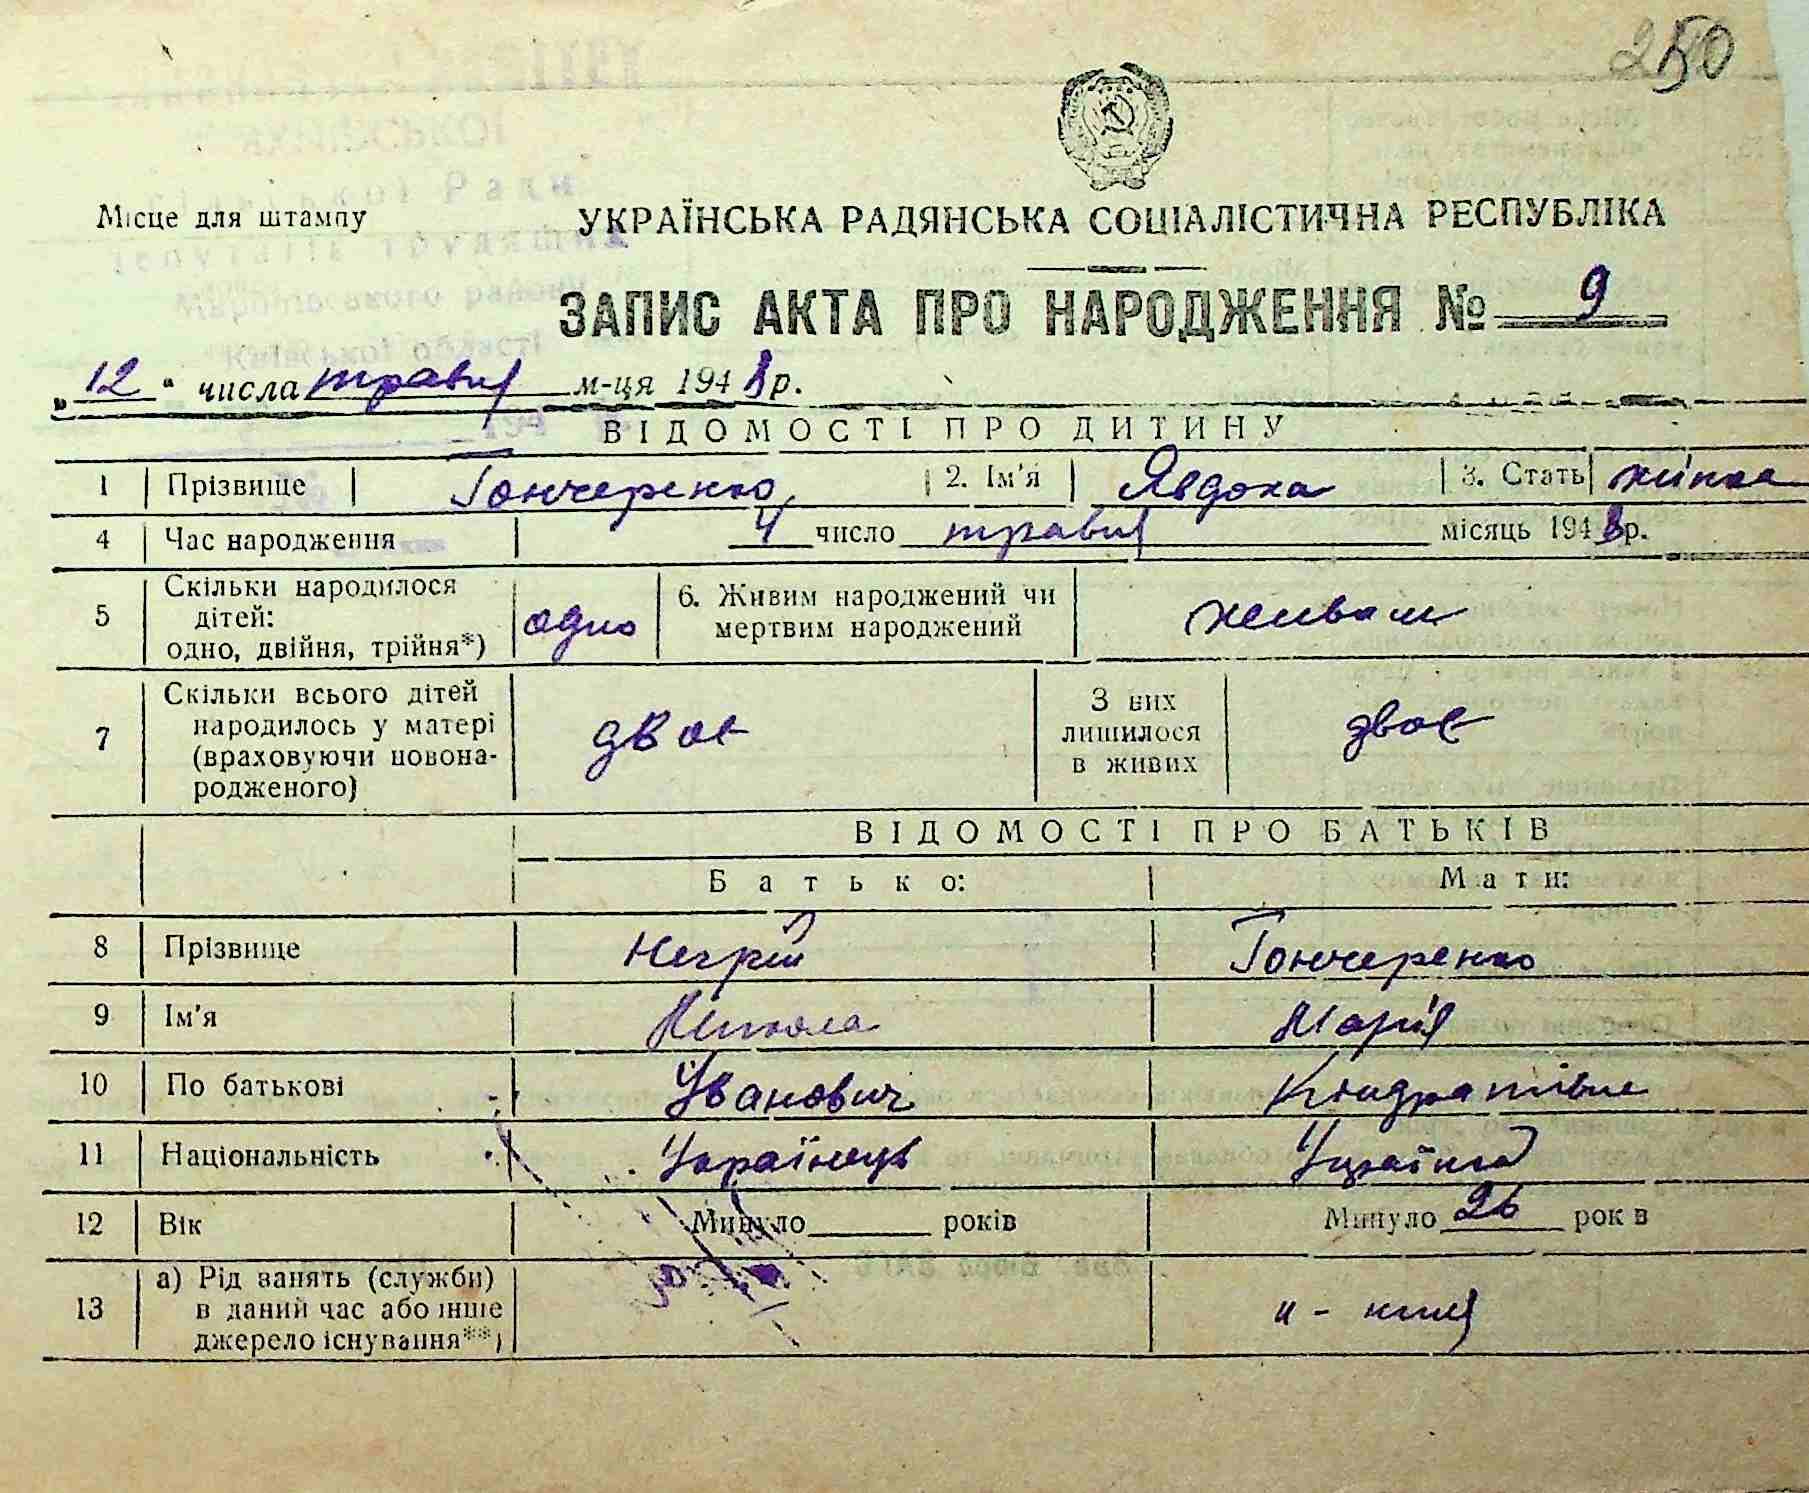 250
Місце для штампу
УКРАЇНСЬКА РАДЯНСЬКА СОЦІАЛІСТИЧНА РЕСПУБЛІКА
ЗАПИС АКТА ПРО НАРОДЖЕННЯ № 9
„12“ числа травня м-ця 1948 р.
ВІДОМОСТІ ПРО ДИТИНУ
1 Прізвище Гончеренко 2. Ім'я Явдоха 3. Стать жінка
4 Час народження 4 число травня місяць 1948 р.
5 Скільки народилося дітей: одно, двійня, трійня*) одно 6. Живим народжений чи мертвим народжений живам
7 Скільки всього дітей народилось у матері (враховуючи новонародженого) двоє З них лишилося в живих двоє
ВІДОМОСТІ ПРО БАТЬКІВ
Батько: Мати:
8 Прізвище Негрій Гончеренко
9 Ім'я Микола Марія
10 По батькові Іванович Кіндратівна
11 Національність Українець Українка
12 Вік Минуло років Минуло 26 рок в
13 а) Рід занять (служби) в даний час або інше джерело існування**)